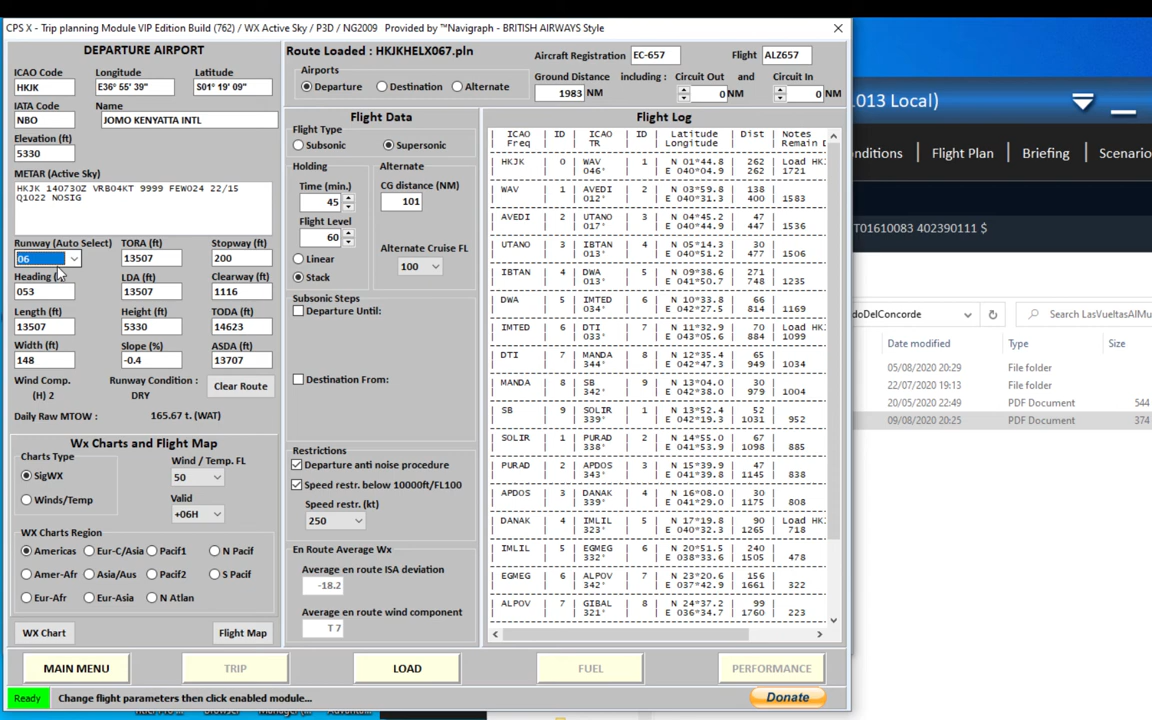 CPS X - Trip planning Module VIP Edition Build (762) / WX Active Sky / P3D / NG2009 Provided by ™Navigraph - BRITISH AIRWAYS Style
DEPARTURE AIRPORT
ICAO Code Longitude Latitude
HKJK E36° 55' 39" S01° 19' 09"
IATA Code Name
NBO JOMO KENYATTA INTL
Elevation (ft)
5330
METAR (Active Sky)
HKJK 140730Z VRB04KT 9999 FEW024 22/15
Q1022 NOSIG
Runway (Auto Select) TORA (ft) Stopway (ft)
06 13507 200
Heading ( LDA (ft) Clearway (ft)
053 13507 1116
Length (ft) Height (ft) TODA (ft)
13507 5330 14623
Width (ft) Slope (%) ASDA (ft)
148 -0.4 13707
Wind Comp. Runway Condition : Clear Route
(H) 2 DRY
Daily Raw MTOW : 165.67 t. (WAT)
Wx Charts and Flight Map
Charts Type Wind / Temp. FL
SigWX 50
Winds/Temp Valid
+06H
WX Charts Region
Americas Eur-C/Asia Pacif1 N Pacif
Amer-Afr Asia/Aus Pacif2 S Pacif
Eur-Afr Eur-Asia N Atlan
WX Chart Flight Map
Route Loaded : HKJKHELX067.pln
Airports
Departure Destination Alternate
Aircraft Registration EC-657 Flight ALZ657
Ground Distance including : Circuit Out and Circuit In
1983 NM 0 NM 0 NM
Flight Data
Flight Type
Subsonic Supersonic
Holding Alternate
Time (min.) CG distance (NM)
45 101
Flight Level
60
Alternate Cruise FL
Linear 100
Stack
Subsonic Steps
Departure Until:
Destination From:
Restrictions
Departure anti noise procedure
Speed restr. below 10000ft/FL100
Speed restr. (kt)
250
En Route Average Wx
Average en route ISA deviation
-18.2
Average en route wind component
T 7
Flight Log
| ICAO | ID | ICAO | ID | Latitude | Dist | Notes
| Freq | | TR | | Longitude | | Remain D
| HKJK | 0 | WAV | 1 | N 01°44.8 | 262 | Load HKJ
| | | 046° | | E 040°04.9 | 262 | 1721
| WAV | 1 | AVEDI | 2 | N 03°59.8 | 138 |
| | | 012° | | E 040°31.3 | 400 | 1583
| AVEDI | 2 | UTANO | 3 | N 04°45.2 | 47 |
| | | 017° | | E 040°44.9 | 447 | 1536
| UTANO | 3 | IBTAN | 4 | N 05°14.3 | 30 |
| | | 013° | | E 040°51.2 | 477 | 1506
| IBTAN | 4 | DWA | 5 | N 09°38.6 | 271 |
| | | 013° | | E 041°50.7 | 748 | 1235
| DWA | 5 | IMTED | 6 | N 10°33.8 | 66 |
| | | 034° | | E 042°27.5 | 814 | 1169
| IMTED | 6 | DTI | 7 | N 11°32.9 | 70 | Load HKJ
| | | 033° | | E 043°05.6 | 884 | 1099
| DTI | 7 | MANDA | 8 | N 12°35.4 | 65 |
| | | 344° | | E 042°47.3 | 949 | 1034
| MANDA | 8 | SB | 9 | N 13°04.0 | 30 |
| | | 342° | | E 042°38.0 | 979 | 1004
| SB | 9 | SOLIR | 1 | N 13°52.4 | 52 |
| | | 339° | | E 042°19.3 | 1031 | 952
| SOLIR | 1 | PURAD | 2 | N 14°55.0 | 67 |
| | | 338° | | E 041°53.9 | 1098 | 885
| PURAD | 2 | APDOS | 3 | N 15°39.9 | 47 |
| | | 343° | | E 041°39.8 | 1145 | 838
| APDOS | 3 | DANAK | 4 | N 16°08.0 | 30 |
| | | 339° | | E 041°29.0 | 1175 | 808
| DANAK | 4 | IMLIL | 5 | N 17°19.8 | 90 | Load HKJ
| | | 323° | | E 040°32.3 | 1265 | 718
| IMLIL | 5 | EGMEG | 6 | N 20°51.5 | 240 |
| | | 332° | | E 038°33.6 | 1505 | 478
| EGMEG | 6 | ALPOV | 7 | N 23°20.6 | 156 |
| | | 342° | | E 037°42.9 | 1661 | 322
| ALPOV | 7 | GIBAL | 8 | N 24°37.2 | 99 |
| | | 321° | | E 036°34.7 | 1760 | 223
MAIN MENU TRIP LOAD FUEL PERFORMANCE
Ready Change flight parameters then click enabled module... Donate
1013 Local)
nditions Flight Plan Briefing Scenario
T01610083 402390111 $
doDelConcorde Search LasVueltasAlMu
Date modified Type Size
05/08/2020 20:29 File folder
22/07/2020 19:13 File folder
20/05/2020 22:49 PDF Document 544
09/08/2020 20:25 PDF Document 374